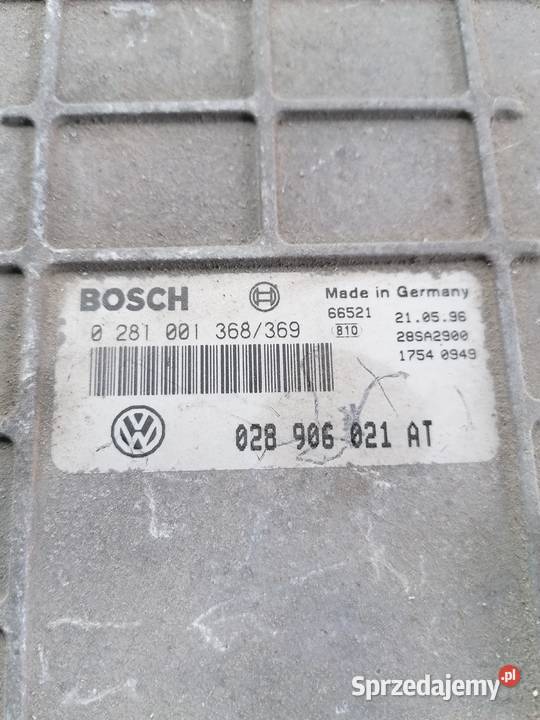 BOSCH
Made in Germany
0 281 001 368/369
66521
21.05.96
B10
28SA2900
1754 0949
VW
028 906 021 AT
Sprzedajemy.pl